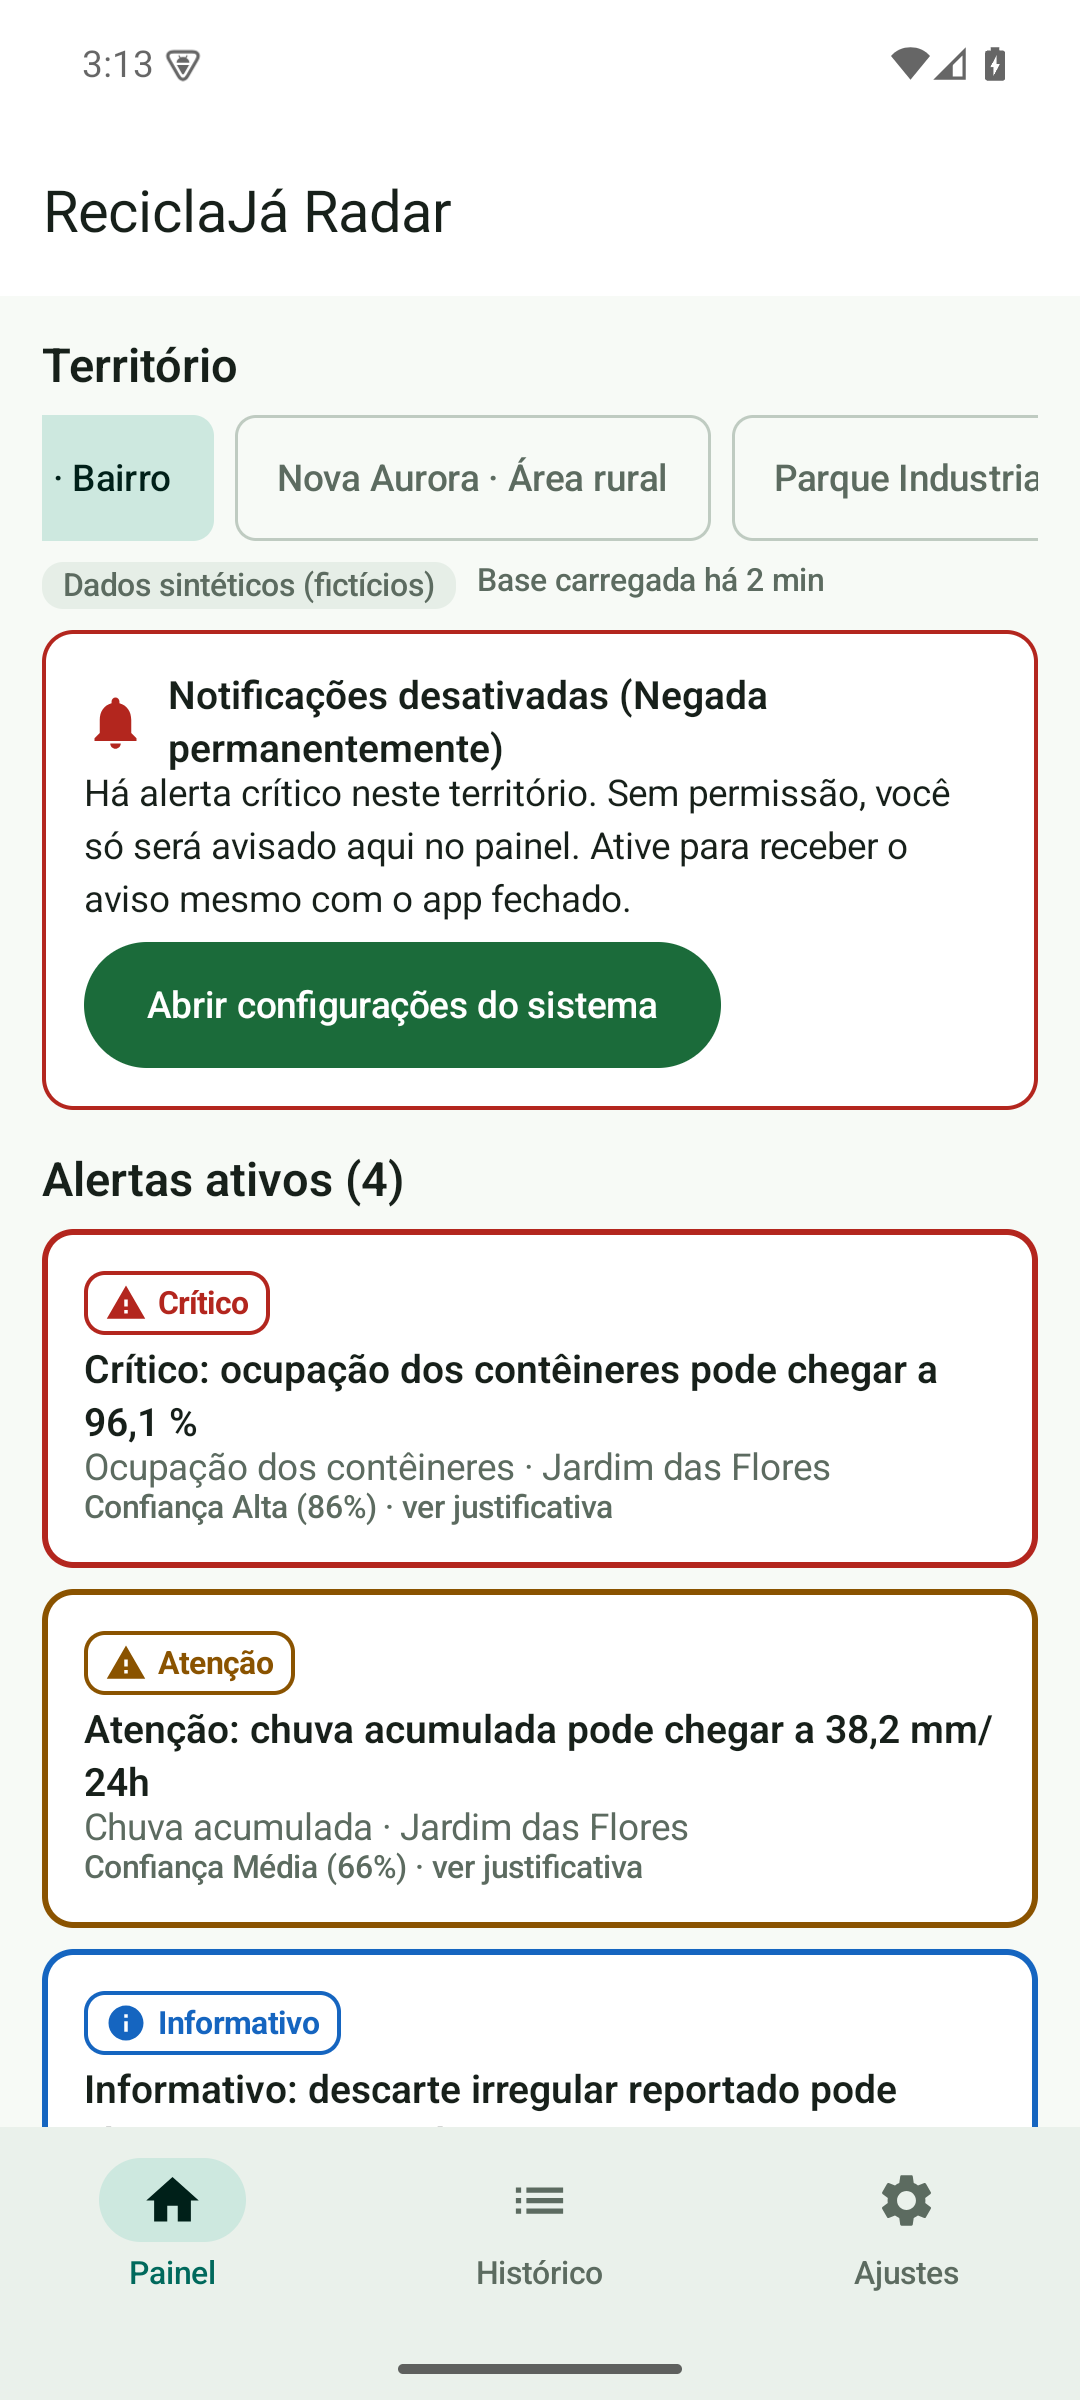 3:13
ReciclaJá Radar
Território
· Bairro
Nova Aurora · Área rural
Parque Industria
Dados sintéticos (fictícios)
Base carregada há 2 min
Notificações desativadas (Negada
permanentemente)
Há alerta crítico neste território. Sem permissão, você
só será avisado aqui no painel. Ative para receber o
aviso mesmo com o app fechado.
Abrir configurações do sistema
Alertas ativos (4)
Crítico
Crítico: ocupação dos contêineres pode chegar a
96,1 %
Ocupação dos contêineres · Jardim das Flores
Confiança Alta (86%) · ver justificativa
Atenção
Atenção: chuva acumulada pode chegar a 38,2 mm/
24h
Chuva acumulada · Jardim das Flores
Confiança Média (66%) · ver justificativa
Informativo
Informativo: descarte irregular reportado pode
Painel
Histórico
Ajustes